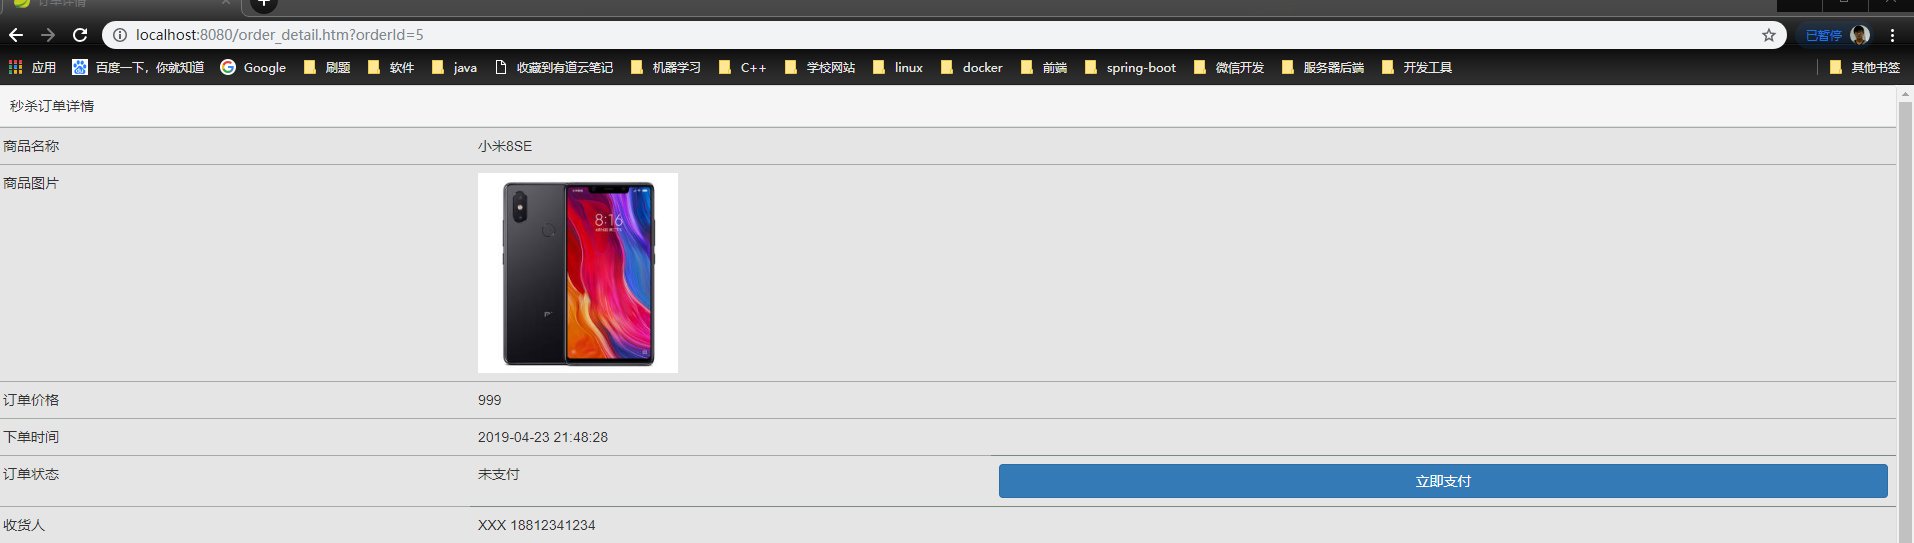 订单详情
localhost:8080/order_detail.htm?orderId=5
已暂停
应用 百度一下，你就知道 Google 刷题 软件 java 收藏到有道云笔记 机器学习 C++ 学校网站 linux docker 前端 spring-boot 微信开发 服务器后端 开发工具 其他书签
秒杀订单详情
商品名称 小米8SE
商品图片
8:16
订单价格 999
下单时间 2019-04-23 21:48:28
订单状态 未支付 立即支付
收货人 XXX 18812341234